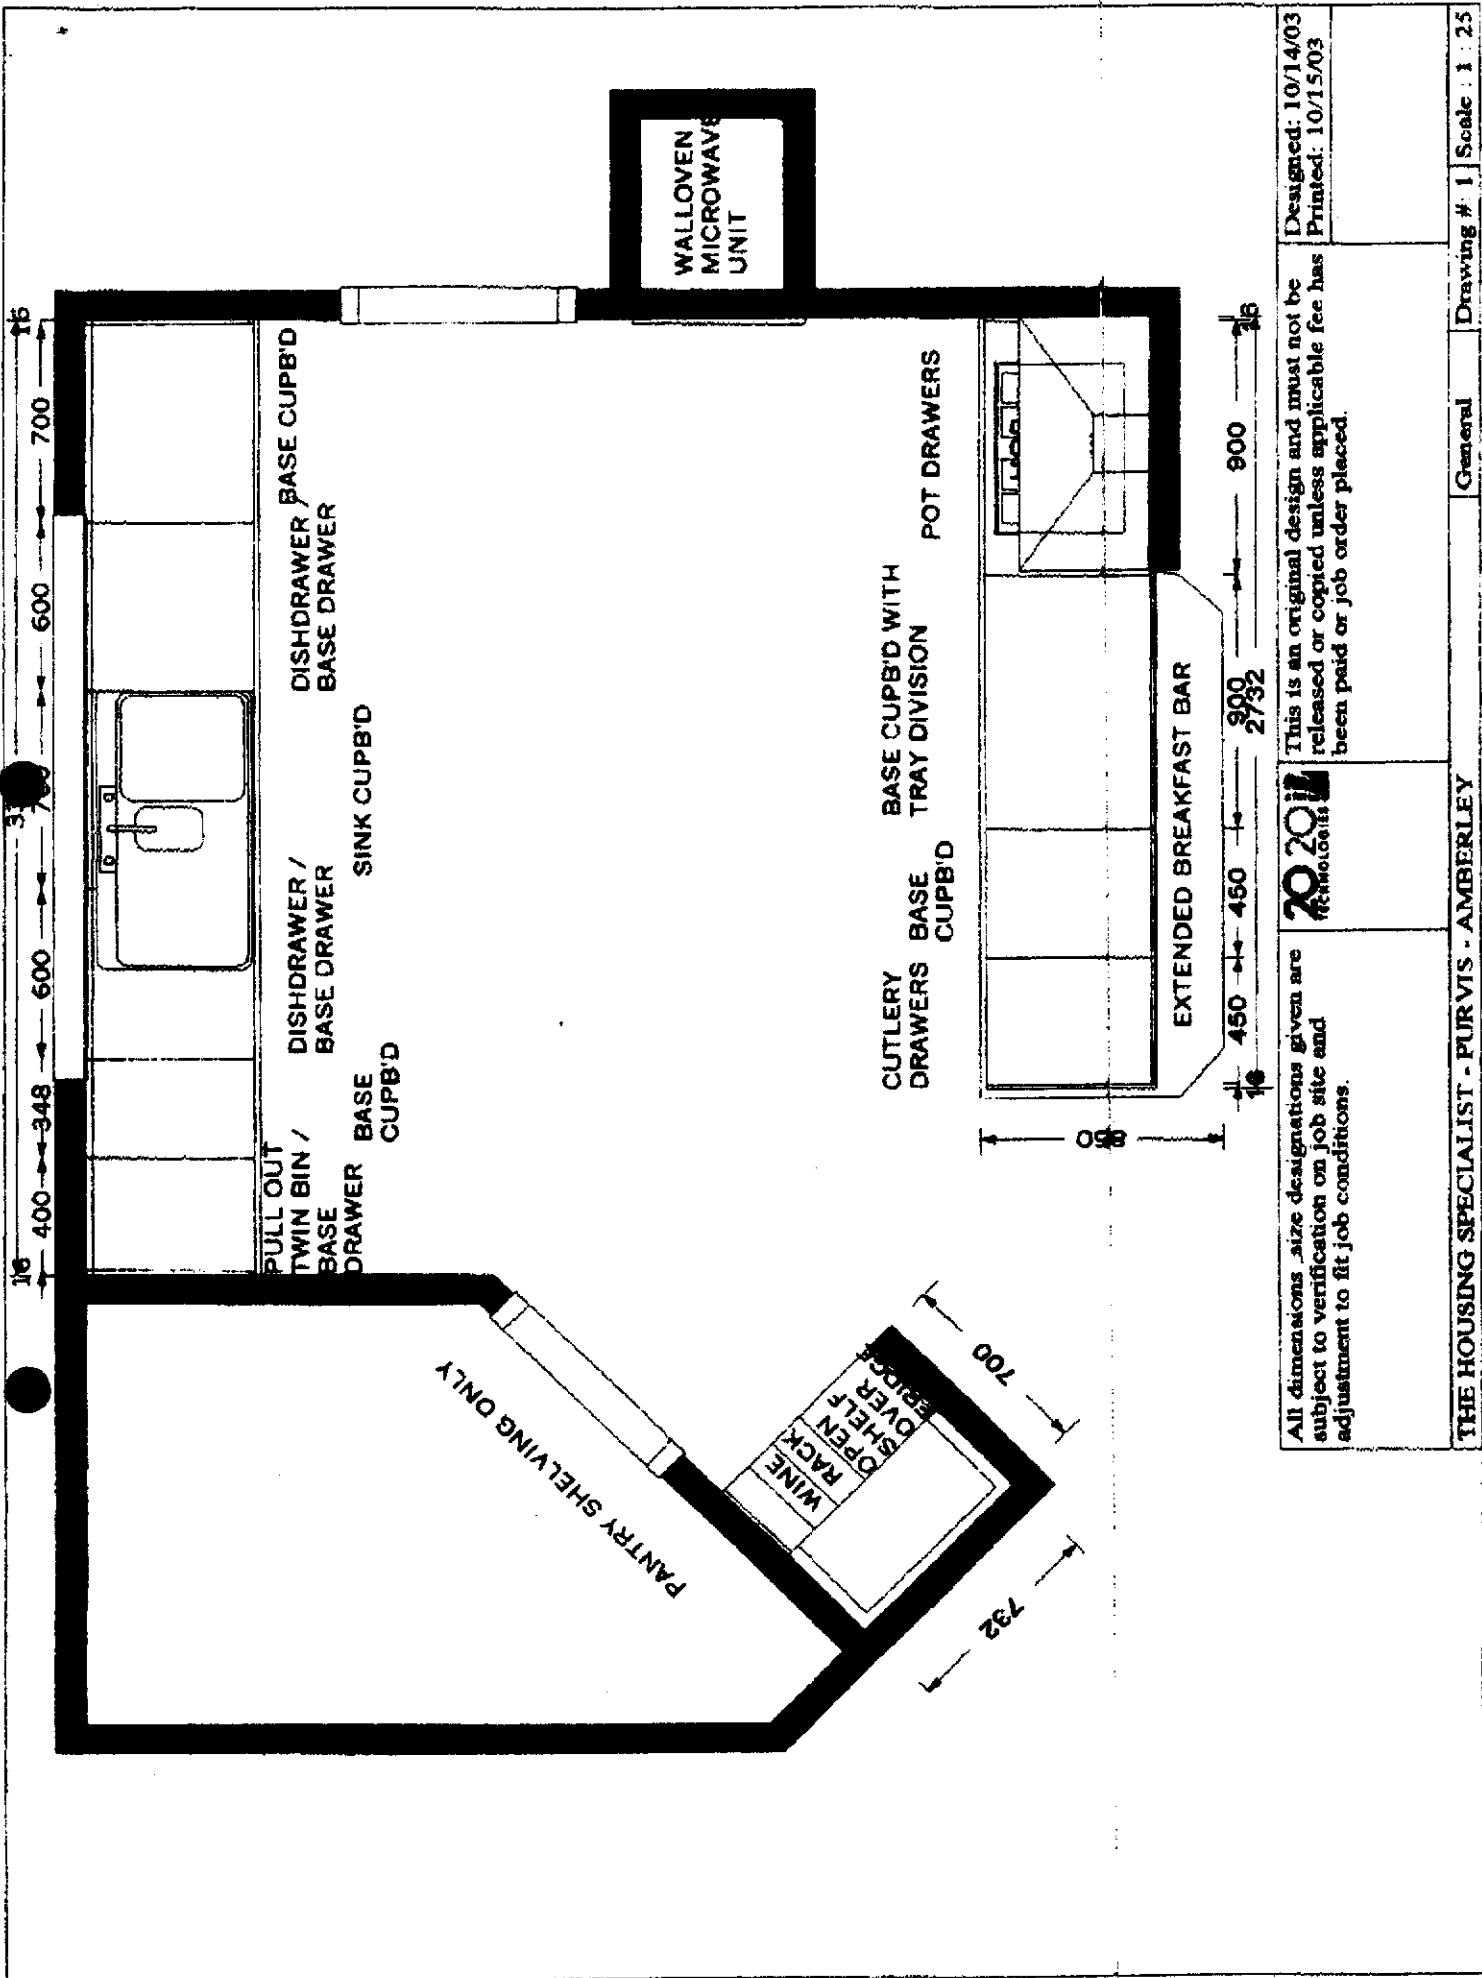 16
400
348
600
600
700
16
PULL OUT
TWIN BIN /
BASE
DRAWER
BASE
CUPB'D
DISHDRAWER /
BASE DRAWER
SINK CUPB'D
DISHDRAWER /
BASE DRAWER
BASE CUPB'D
WALLOVEN
MICROWAVE
UNIT
PANTRY SHELVING ONLY
WINE
RACK
OPEN
SHELF
OVER
FRIDGE
700
732
CUTLERY
DRAWERS
BASE
CUPB'D
BASE CUPB'D WITH
TRAY DIVISION
POT DRAWERS
EXTENDED BREAKFAST BAR
850
16
450
450
900
900
16
2732
All dimensions ,size designations given are
subject to verification on job site and
adjustment to fit job conditions.
20 20
TECHNOLOGIES
This is an original design and must not be
released or copied unless applicable fee has
been paid or job order placed.
Designed: 10/14/03
Printed: 10/15/03
THE HOUSING SPECIALIST - PURVIS - AMBERLEY
General
Drawing #: 1
Scale : 1 : 25